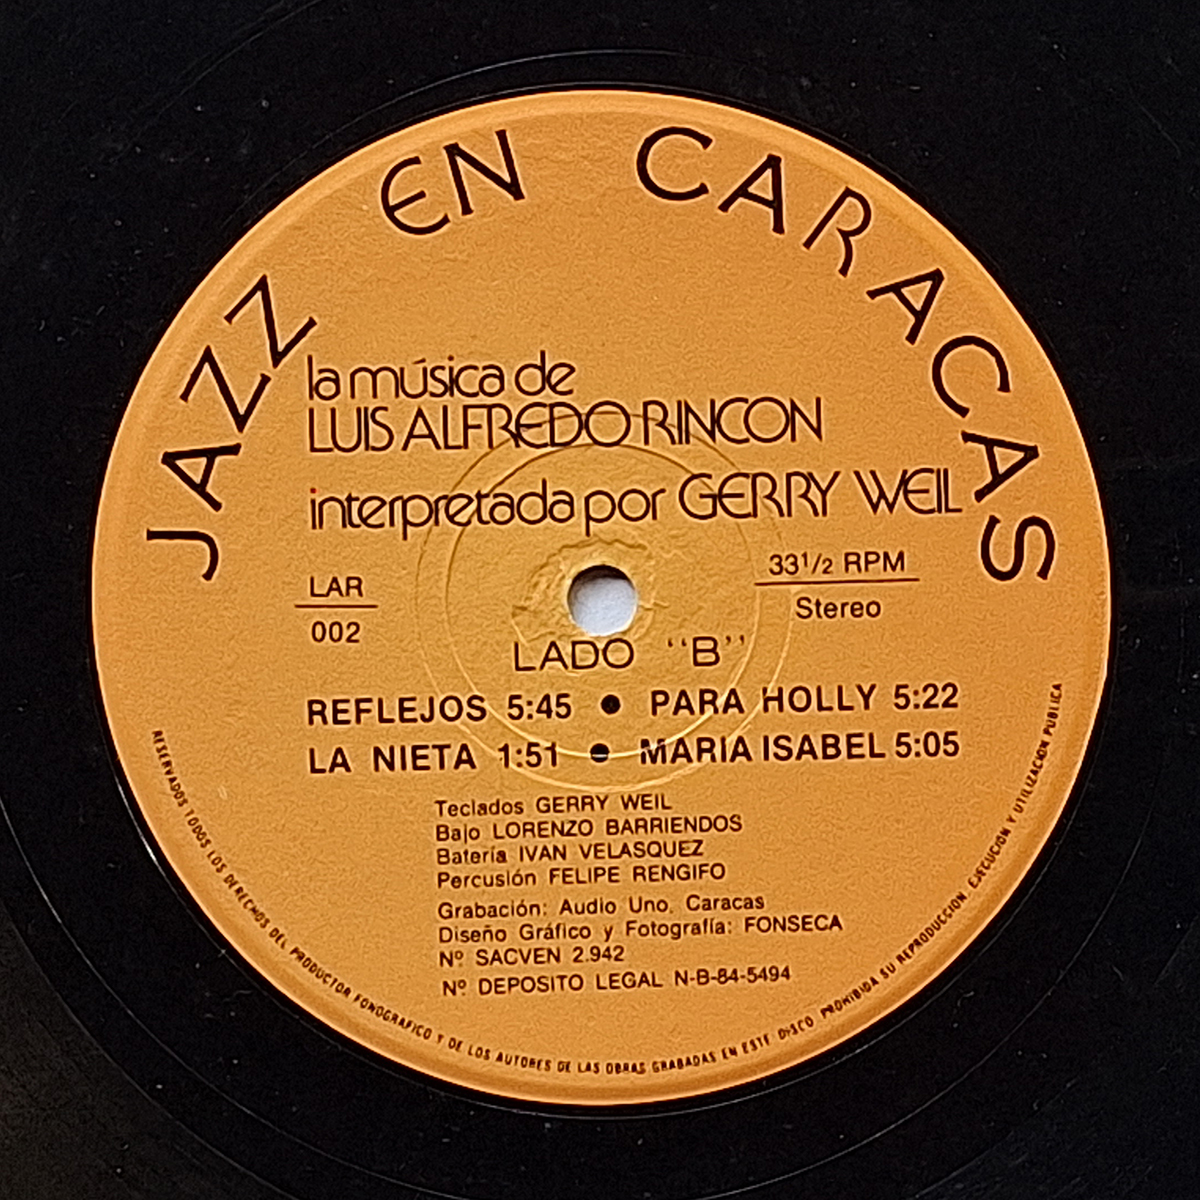 JAZZ EN CARACAS
la música de
LUIS ALFREDO RINCON
interpretada por GERRY WEIL
LAR
002
33 1/2 RPM
Stereo
LADO "B"
REFLEJOS 5:45 ● PARA HOLLY 5:22
LA NIETA 1:51 ● MARIA ISABEL 5:05
Teclados GERRY WEIL
Bajo LORENZO BARRIENDOS
Batería IVAN VELASQUEZ
Percusión FELIPE RENGIFO
Grabación: Audio Uno. Caracas
Diseño Gráfico y Fotografía: FONSECA
Nº SACVEN 2.942
Nº DEPOSITO LEGAL N-B-84-5494
RESERVADOS TODOS LOS DERECHOS DEL PRODUCTOR FONOGRAFICO Y DE LOS AUTORES DE LAS OBRAS GRABADAS EN ESTE DISCO PROHIBIDA SU REPRODUCCION, EJECUCION Y UTILIZACION PUBLICA